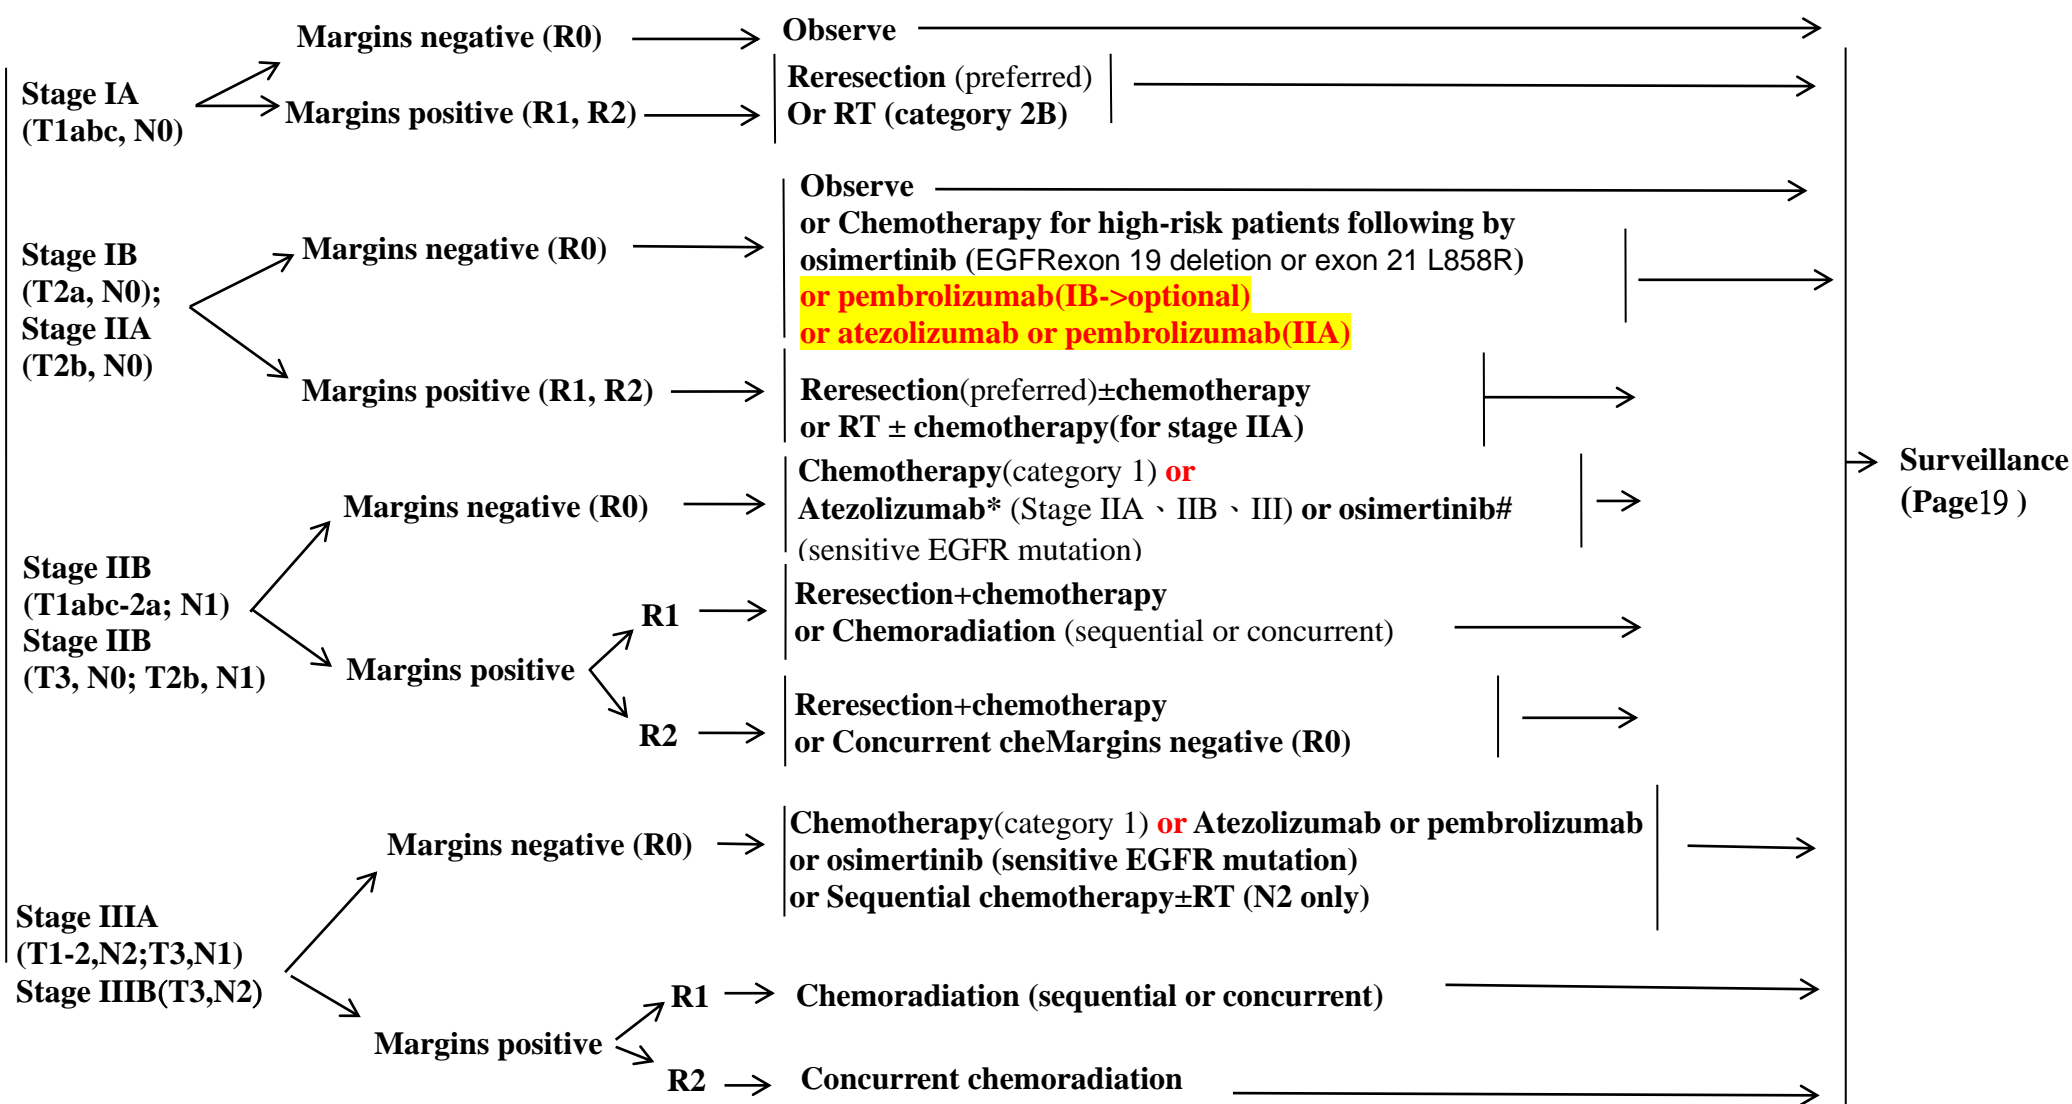 Margins negative (R0)
Observe
Stage IA
(T1abc, N0)
Margins positive (R1, R2)
Reresection (preferred)
Or RT (category 2B)
Stage IB
(T2a, N0);
Stage IIA
(T2b, N0)
Margins negative (R0)
Observe
or Chemotherapy for high-risk patients following by
osimertinib (EGFRexon 19 deletion or exon 21 L858R)
or pembrolizumab(IB->optional)
or atezolizumab or pembrolizumab(IIA)
Margins positive (R1, R2)
Reresection(preferred)±chemotherapy
or RT ± chemotherapy(for stage IIA)
Stage IIB
(T1abc-2a; N1)
Stage IIB
(T3, N0; T2b, N1)
Margins negative (R0)
Chemotherapy(category 1) or
Atezolizumab* (Stage IIA、IIB、III) or osimertinib#
(sensitive EGFR mutation)
Margins positive
R1
Reresection+chemotherapy
or Chemoradiation (sequential or concurrent)
R2
Reresection+chemotherapy
or Concurrent cheMargins negative (R0)
Stage IIIA
(T1-2,N2;T3,N1)
Stage IIIB(T3,N2)
Margins negative (R0)
Chemotherapy(category 1) or Atezolizumab or pembrolizumab
or osimertinib (sensitive EGFR mutation)
or Sequential chemotherapy±RT (N2 only)
Margins positive
R1
Chemoradiation (sequential or concurrent)
R2
Concurrent chemoradiation
Surveillance
(Page19 )